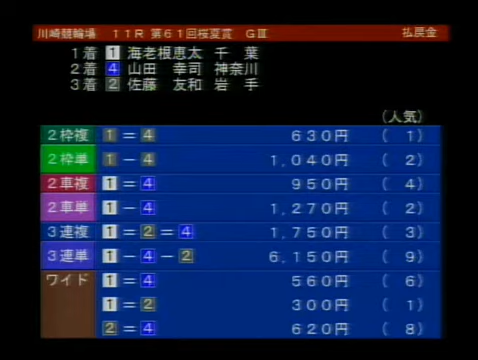 川崎競輪場 11R 第61回桜夏賞 GⅢ 払戻金
1着 1 海老根恵太 千 葉
2着 4 山田 幸司 神奈川
3着 2 佐藤 友和 岩 手
(人気)
2枠複 1=4 630円 ( 1)
2枠単 1-4 1,040円 ( 2)
2車複 1=4 950円 ( 4)
2車単 1-4 1,270円 ( 2)
3連複 1=2=4 1,750円 ( 3)
3連単 1-4-2 6,150円 ( 9)
ワイド 1=4 560円 ( 6)
1=2 300円 ( 1)
2=4 620円 ( 8)